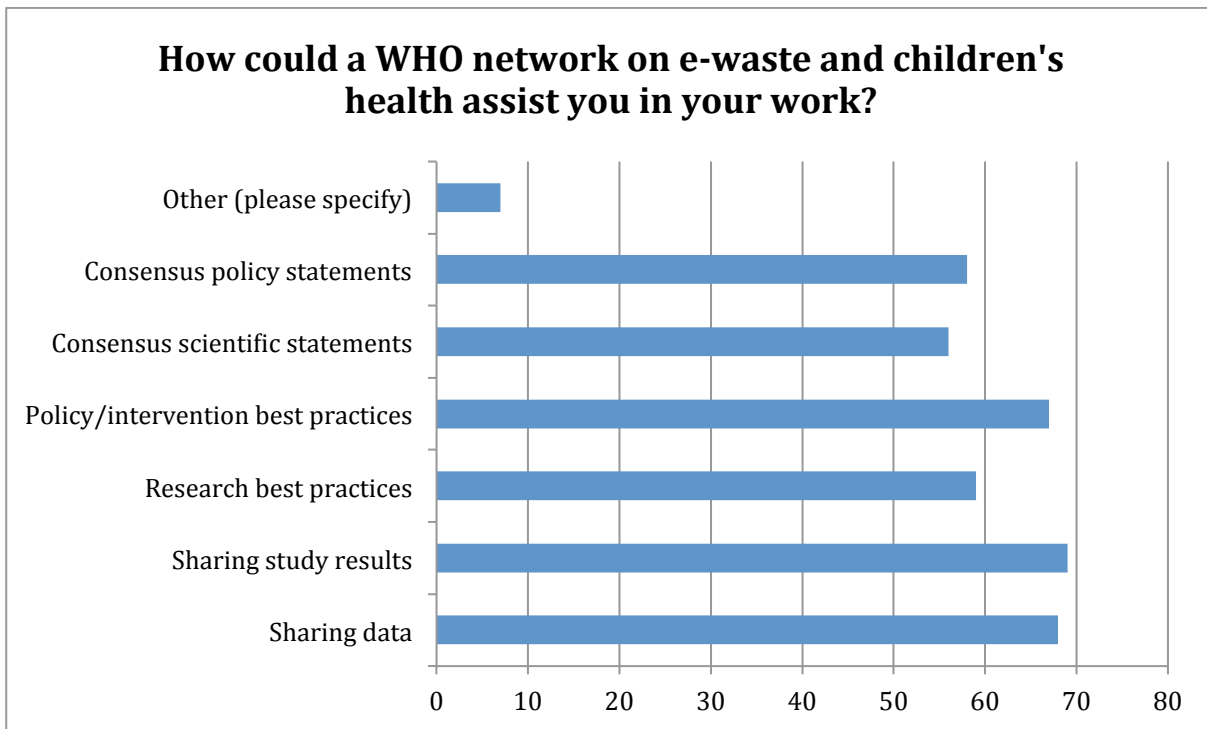 How could a WHO network on e-waste and children's
health assist you in your work?
Other (please specify)
Consensus policy statements
Consensus scientific statements
Policy/intervention best practices
Research best practices
Sharing study results
Sharing data
0 10 20 30 40 50 60 70 80